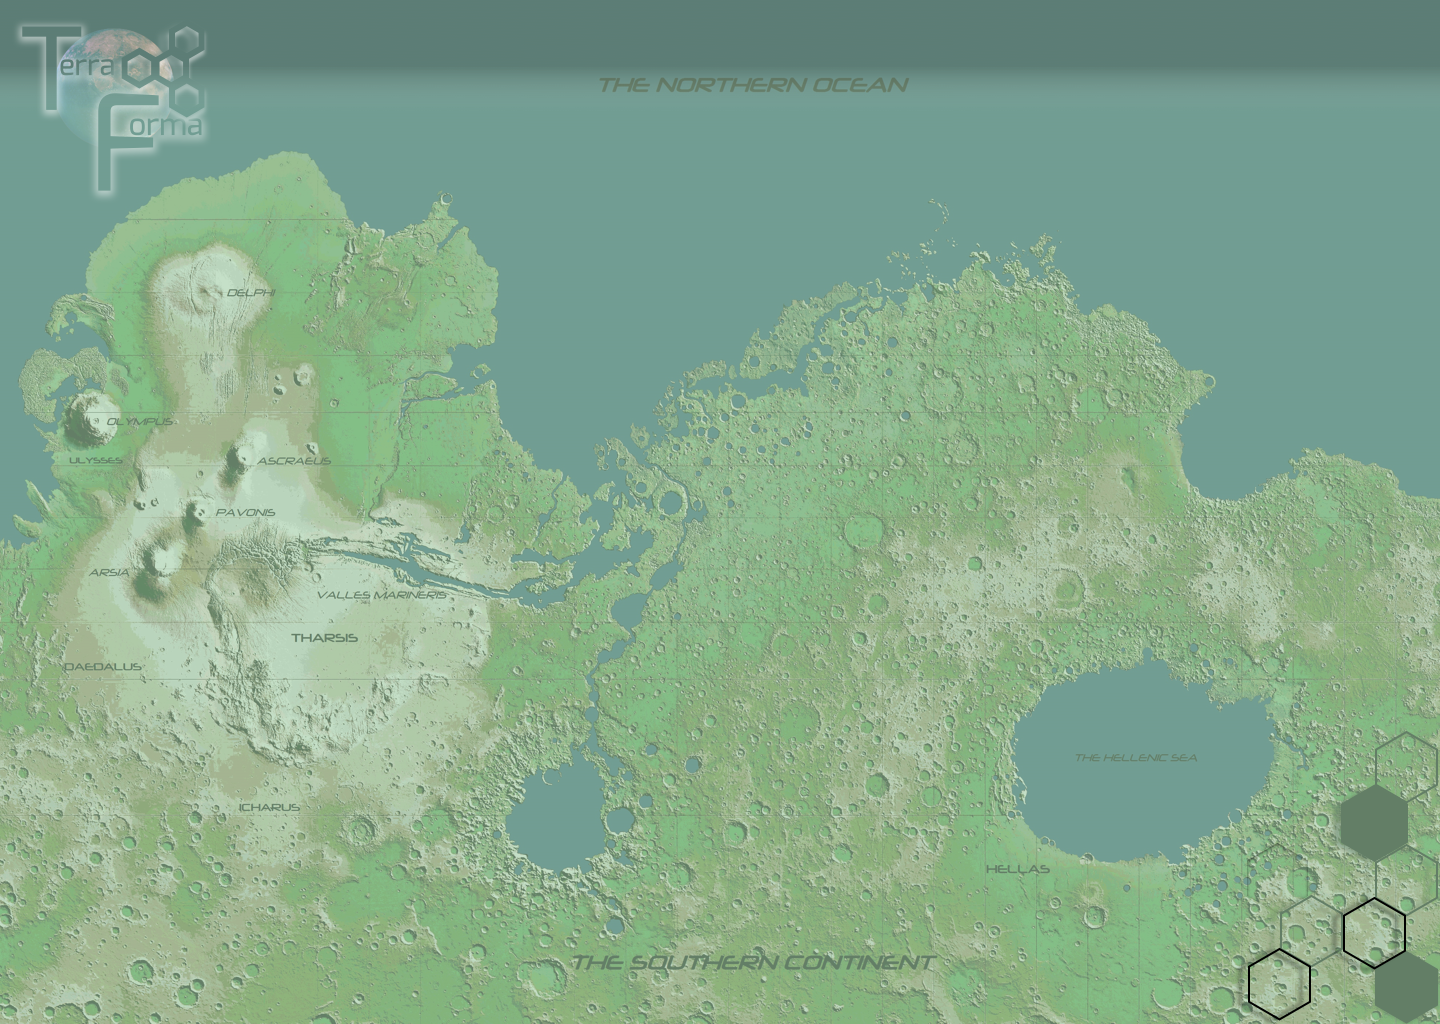 Terra
Forma
THE NORTHERN OCEAN
DELPHI
OLYMPUS
ULYSSES
ASCRAEUS
PAVONIS
ARSIA
VALLES MARINERIS
THARSIS
DAEDALUS
THE HELLENIC SEA
ICHARUS
HELLAS
THE SOUTHERN CONTINENT